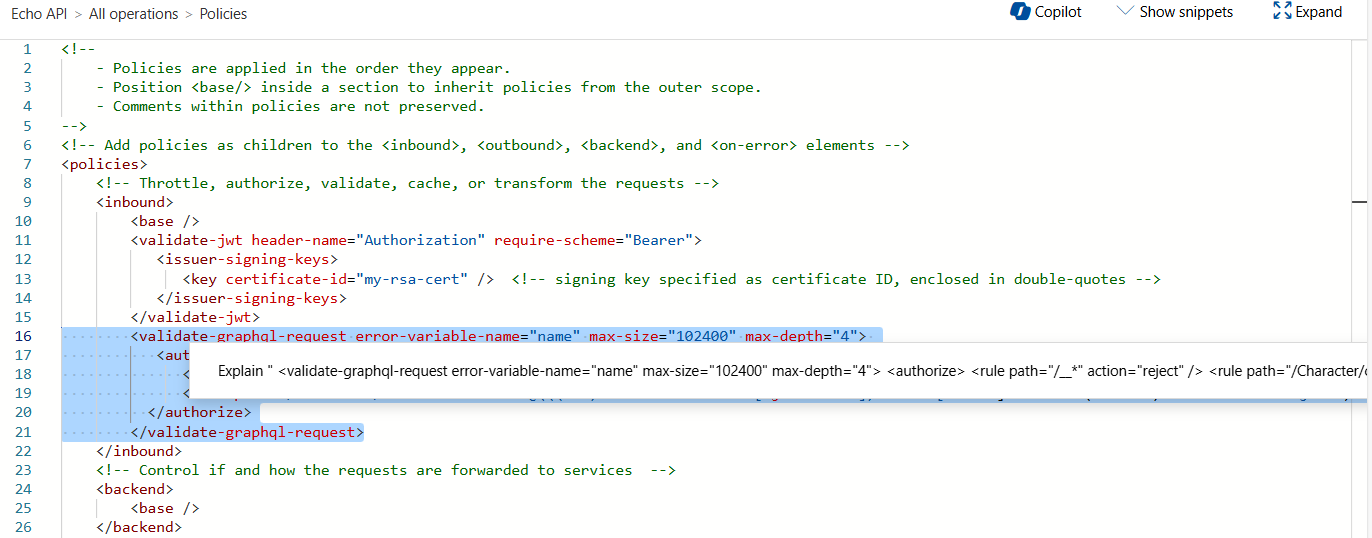 Echo API > All operations > Policies
Copilot
Show snippets
Expand
1 <!--
2 - Policies are applied in the order they appear.
3 - Position <base/> inside a section to inherit policies from the outer scope.
4 - Comments within policies are not preserved.
5 -->
6 <!-- Add policies as children to the <inbound>, <outbound>, <backend>, and <on-error> elements -->
7 <policies>
8 <!-- Throttle, authorize, validate, cache, or transform the requests -->
9 <inbound>
10 <base />
11 <validate-jwt header-name="Authorization" require-scheme="Bearer">
12 <issuer-signing-keys>
13 <key certificate-id="my-rsa-cert" /> <!-- signing key specified as certificate ID, enclosed in double-quotes -->
14 </issuer-signing-keys>
15 </validate-jwt>
16 <validate-graphql-request error-variable-name="name" max-size="102400" max-depth="4">
17 <aut
Explain " <validate-graphql-request error-variable-name="name" max-size="102400" max-depth="4"> <authorize> <rule path="/__*" action="reject" /> <rule path="/Character/
18 <
19 <
20 </authorize>
21 </validate-graphql-request>
22 </inbound>
23 <!-- Control if and how the requests are forwarded to services -->
24 <backend>
25 <base />
26 </backend>